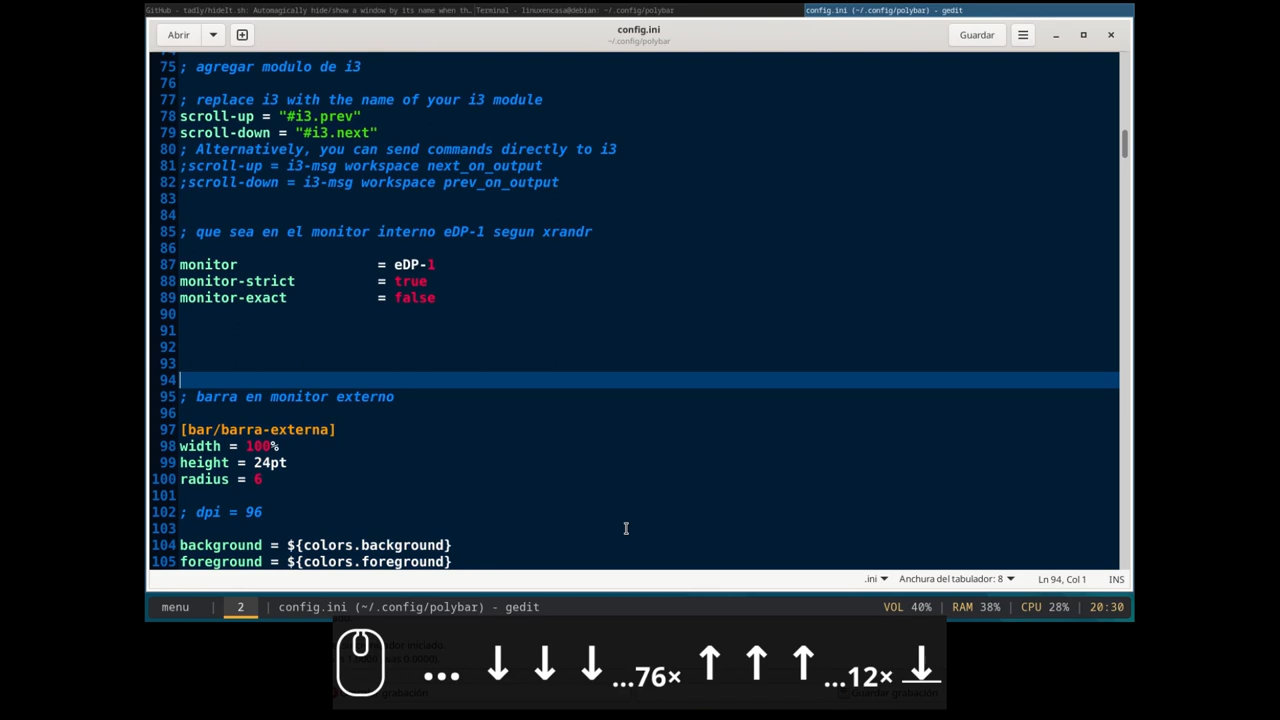 GitHub - tadly/hideIt.sh: Automagically hide/show a window by its name when th… Terminal - linuxencasa@debian: ~/.config/polybar config.ini (~/.config/polybar) - gedit
Abrir config.ini Guardar
~/.config/polybar
75 ; agregar modulo de i3
76
77 ; replace i3 with the name of your i3 module
78 scroll-up = "#i3.prev"
79 scroll-down = "#i3.next"
80 ; Alternatively, you can send commands directly to i3
81 ;scroll-up = i3-msg workspace next_on_output
82 ;scroll-down = i3-msg workspace prev_on_output
83
84
85 ; que sea en el monitor interno eDP-1 segun xrandr
86
87 monitor = eDP-1
88 monitor-strict = true
89 monitor-exact = false
90
91
92
93
94
95 ; barra en monitor externo
96
97 [bar/barra-externa]
98 width = 100%
99 height = 24pt
100 radius = 6
101
102 ; dpi = 96
103
104 background = ${colors.background}
105 foreground = ${colors.foreground}
.ini Anchura del tabulador: 8 Ln 94, Col 1 INS
menu | 2 | config.ini (~/.config/polybar) - gedit VOL 40% | RAM 38% | CPU 28% | 20:30
... ↓ ↓ ↓ ...76× ↑ ↑ ↑ ...12× ↓